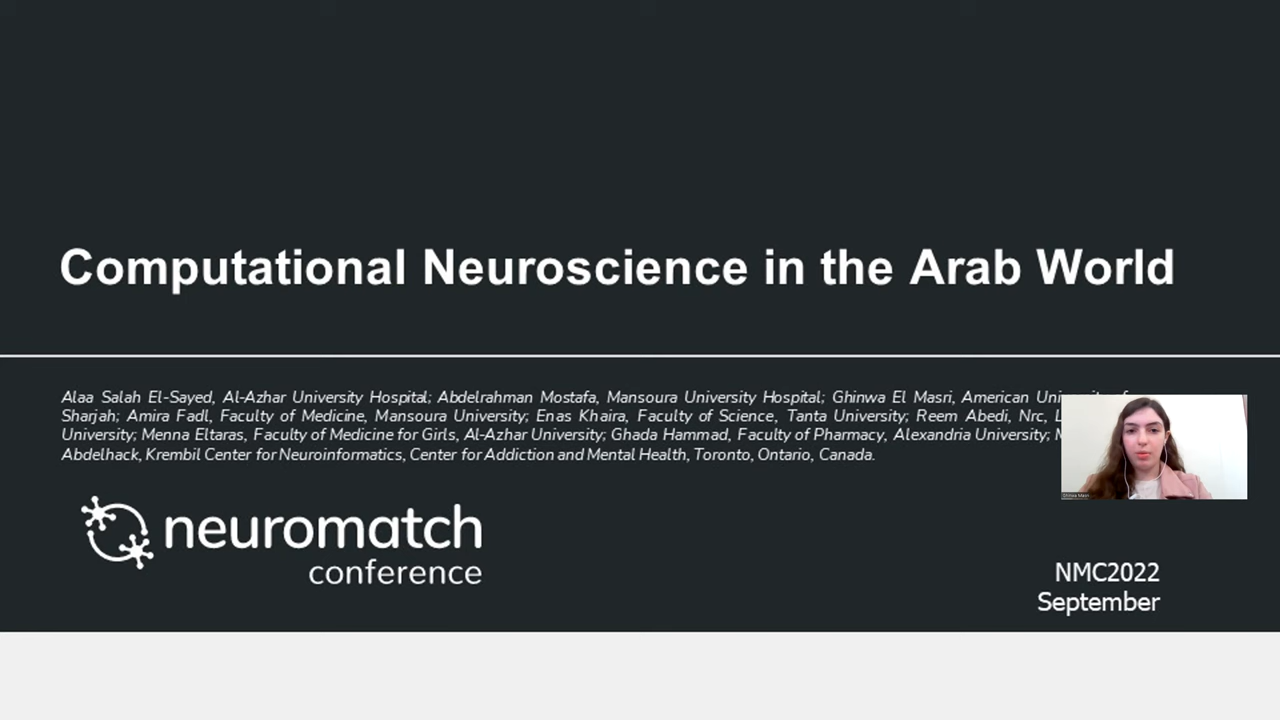 Computational Neuroscience in the Arab World
Alaa Salah El-Sayed, Al-Azhar University Hospital; Abdelrahman Mostafa, Mansoura University Hospital; Ghinwa El Masri, American
Sharjah; Amira Fadl, Faculty of Medicine, Mansoura University; Enas Khaira, Faculty of Science, Tanta University; Reem Abedi, Nrc,
University; Menna Eltaras, Faculty of Medicine for Girls, Al-Azhar University; Ghada Hammad, Faculty of Pharmacy, Alexandria University;
Abdelhack, Krembil Center for Neuroinformatics, Center for Addiction and Mental Health, Toronto, Ontario, Canada.
neuromatch
conference
NMC2022
September